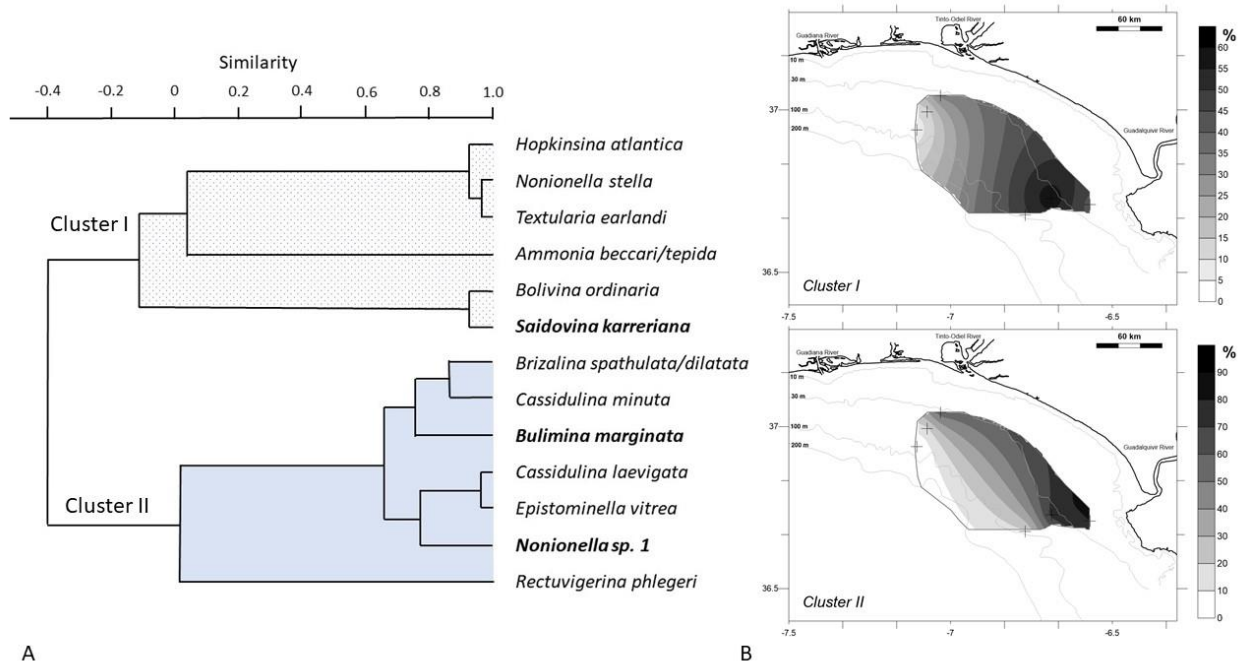 Similarity
-0.4 -0.2 0 0.2 0.4 0.6 0.8 1.0
Hopkinsina atlantica
Nonionella stella
Textularia earlandi
Cluster I
Ammonia beccari/tepida
Bolivina ordinaria
Saidovina karreriana
Brizalina spathulata/dilatata
Cassidulina minuta
Bulimina marginata
Cassidulina laevigata
Cluster II
Epistominella vitrea
Nonionella sp. 1
Rectuvigerina phlegeri
A
Tinto-Odiel River
60 km
Guadiana River
%
10 m
30 m
100 m
200 m
37
36.5
Guadalquivir River
Cluster I
-7.5 -7 -6.5
60
55
50
45
40
35
30
25
20
15
10
5
0
Tinto-Odiel River
60 km
Guadiana River
%
10 m
30 m
100 m
200 m
37
36.5
Guadalquivir River
Cluster II
-7.5 -7 -6.5
90
80
70
60
50
40
30
20
10
0
B